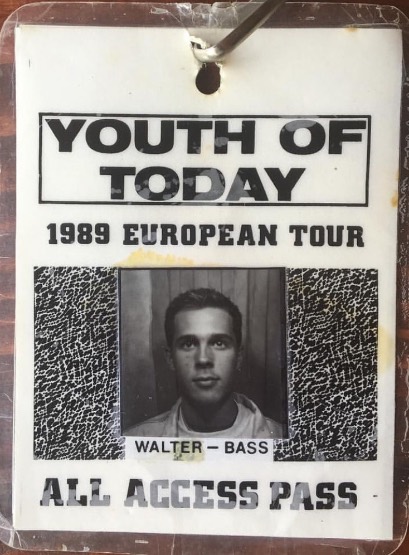 YOUTH OF
TODAY
1989 EUROPEAN TOUR
WALTER – BASS
ALL ACCESS PASS